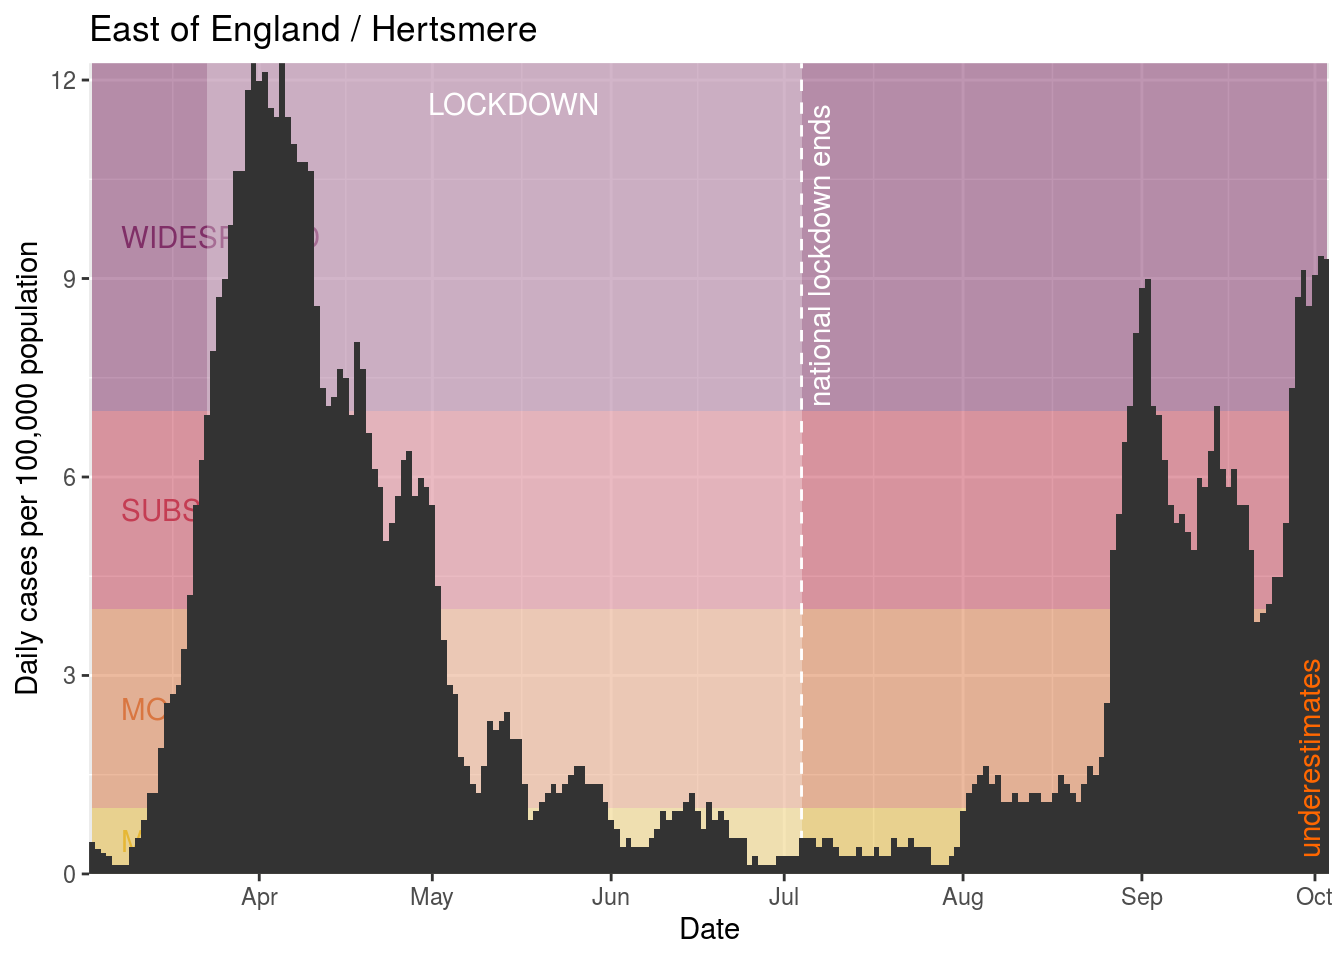 East of England / Hertsmere
Daily cases per 100,000 population
12
9
6
3
0
LOCKDOWN
national lockdown ends
underestimates
Apr
May
Jun
Jul
Aug
Sep
Oct
Date